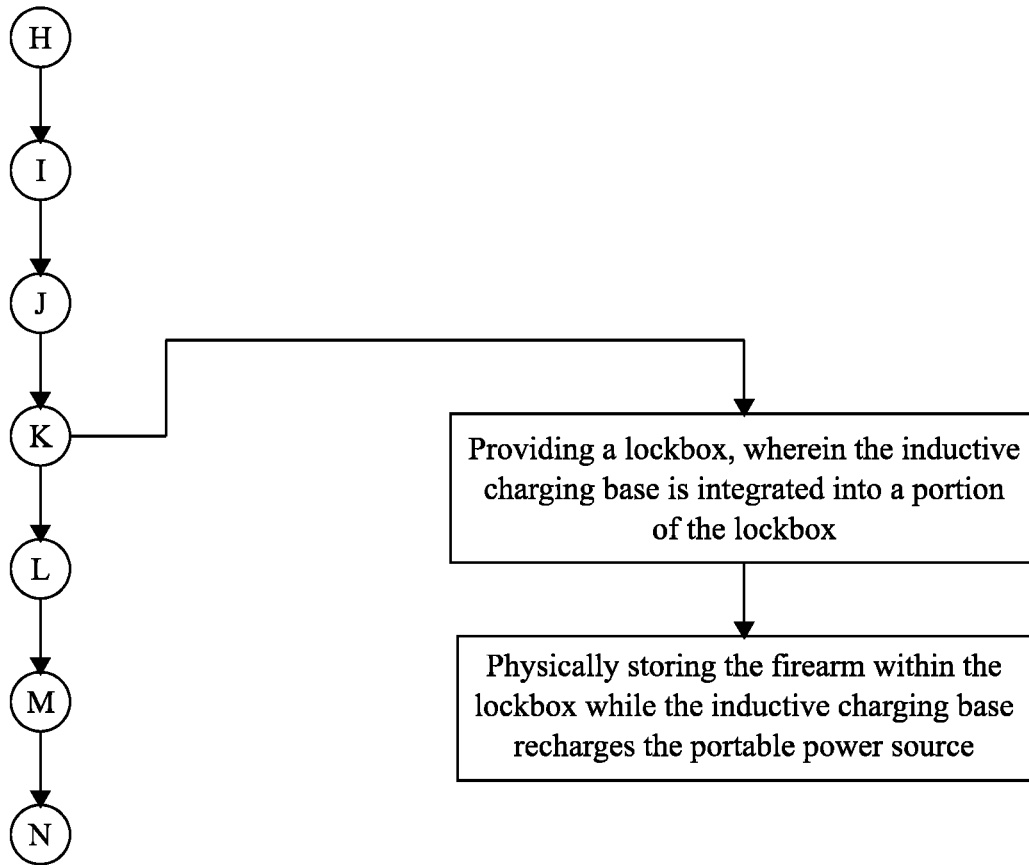 H
I
J
K
Providing a lockbox, wherein the inductive
charging base is integrated into a portion
of the lockbox
L
Physically storing the firearm within the
lockbox while the inductive charging base
recharges the portable power source
M
N